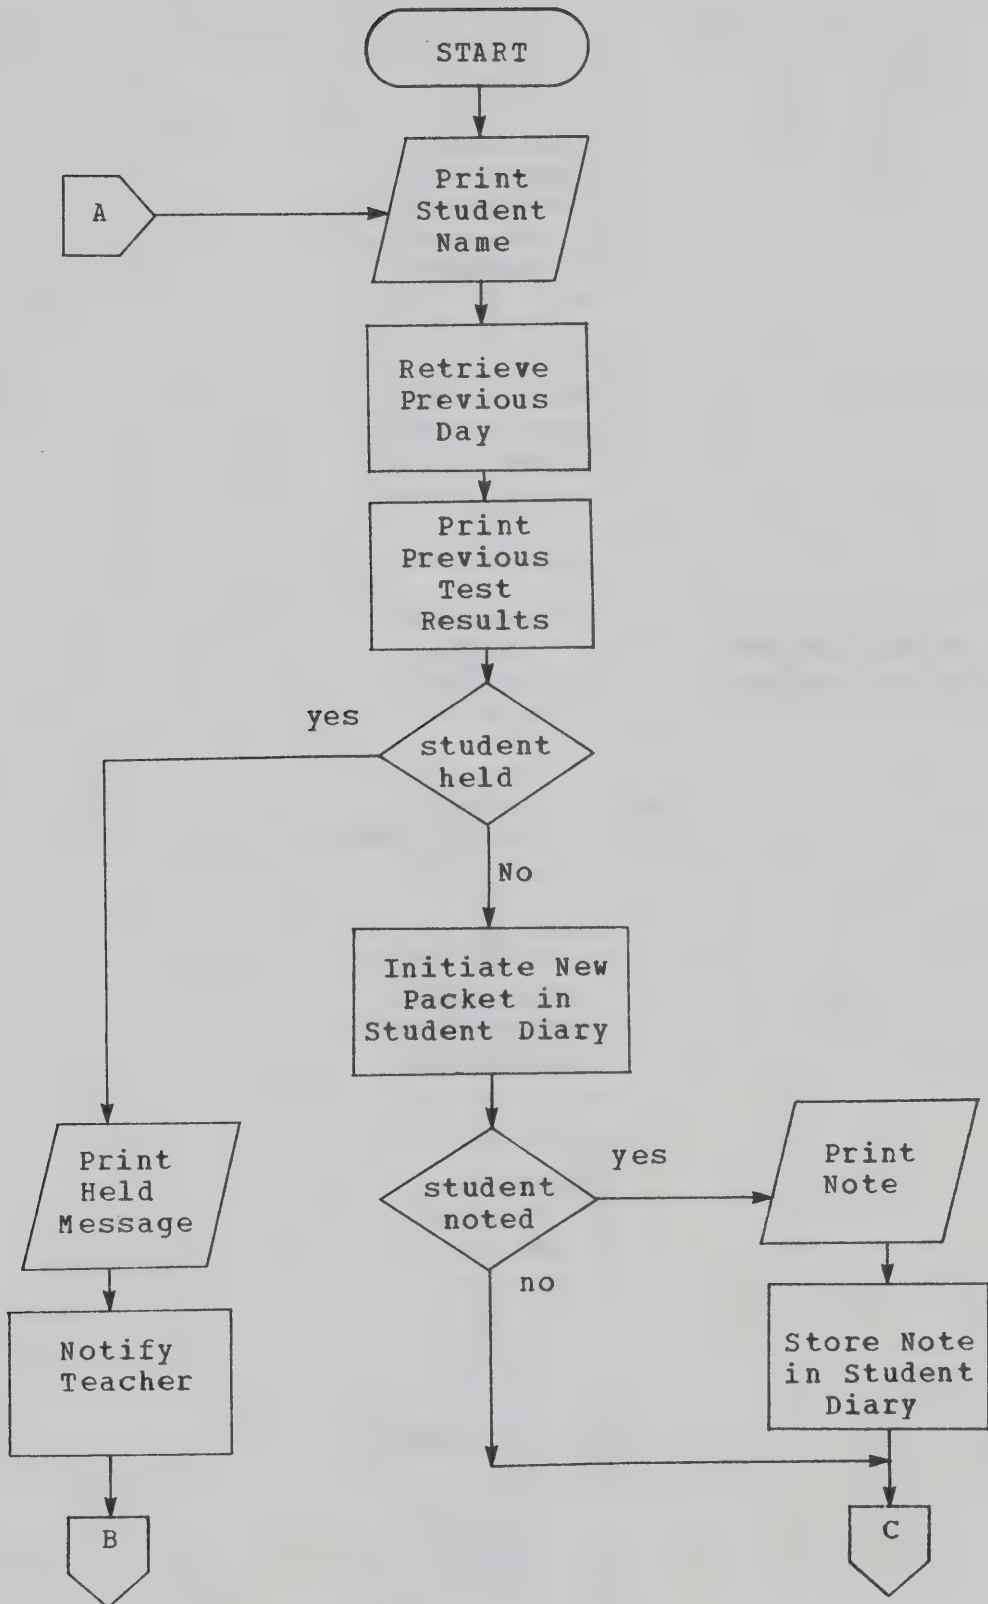 START
A
Print
Student
Name
Retrieve
Previous
Day
Print
Previous
Test
Results
yes
student
held
No
Initiate New
Packet in
Student Diary
Print
Held
Message
student
noted
yes
no
Print
Note
Notify
Teacher
Store Note
in Student
Diary
B
C